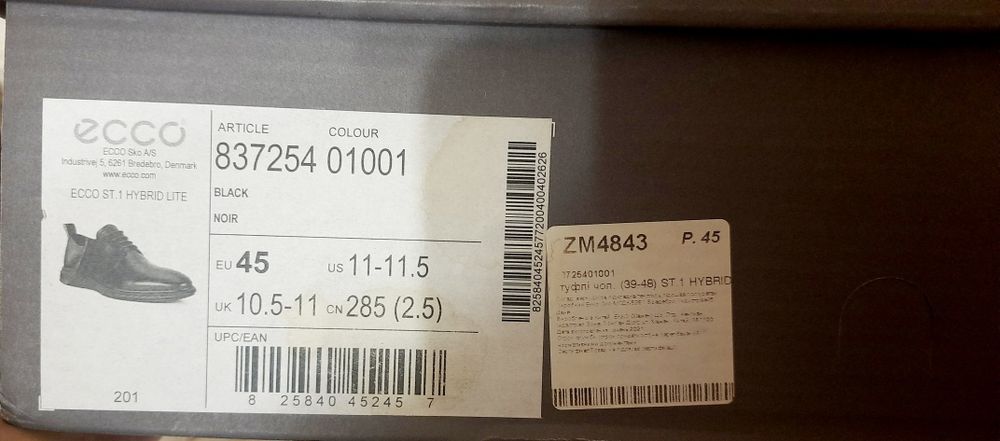 ecco
ECCO Sko A/S
Industrivej 5, 6261 Bredebro, Denmark
www.ecco.com
ECCO ST.1 HYBRID LITE
201
ARTICLE COLOUR
837254 01001
BLACK
NOIR
EU 45 US 11-11.5
UK 10.5-11 CN 285 (2.5)
UPC/EAN
8 25840 45245 7
8258404524577200400402626
ZM4843 P. 45
туфлі чол. (39-48) ST.1 HYBRID